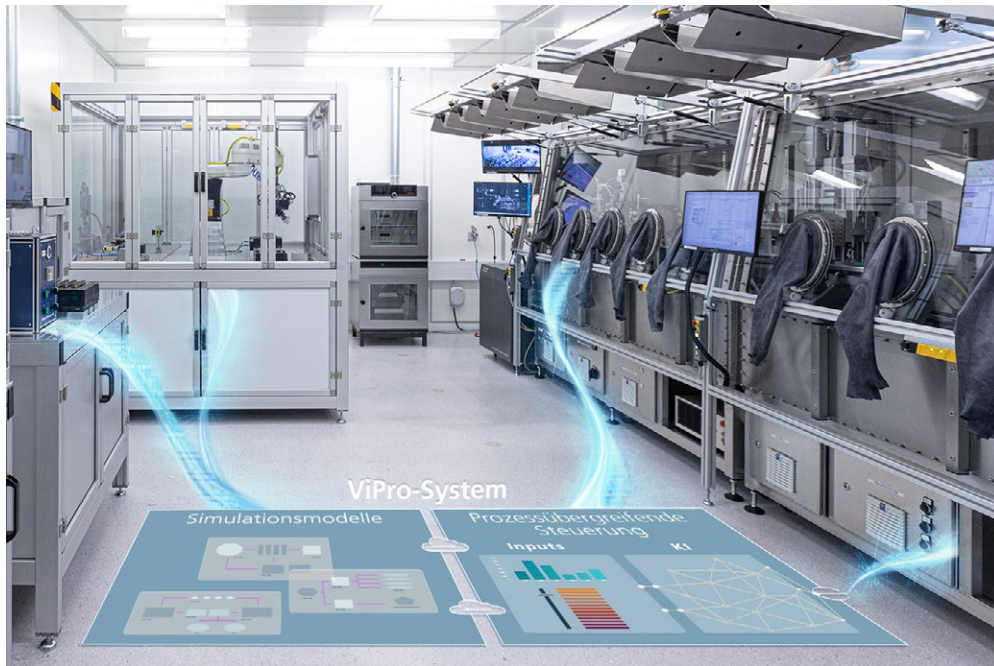 ViPro-System
Simulationsmodelle
Prozessübergreifende
Steuerung
Inputs
KI